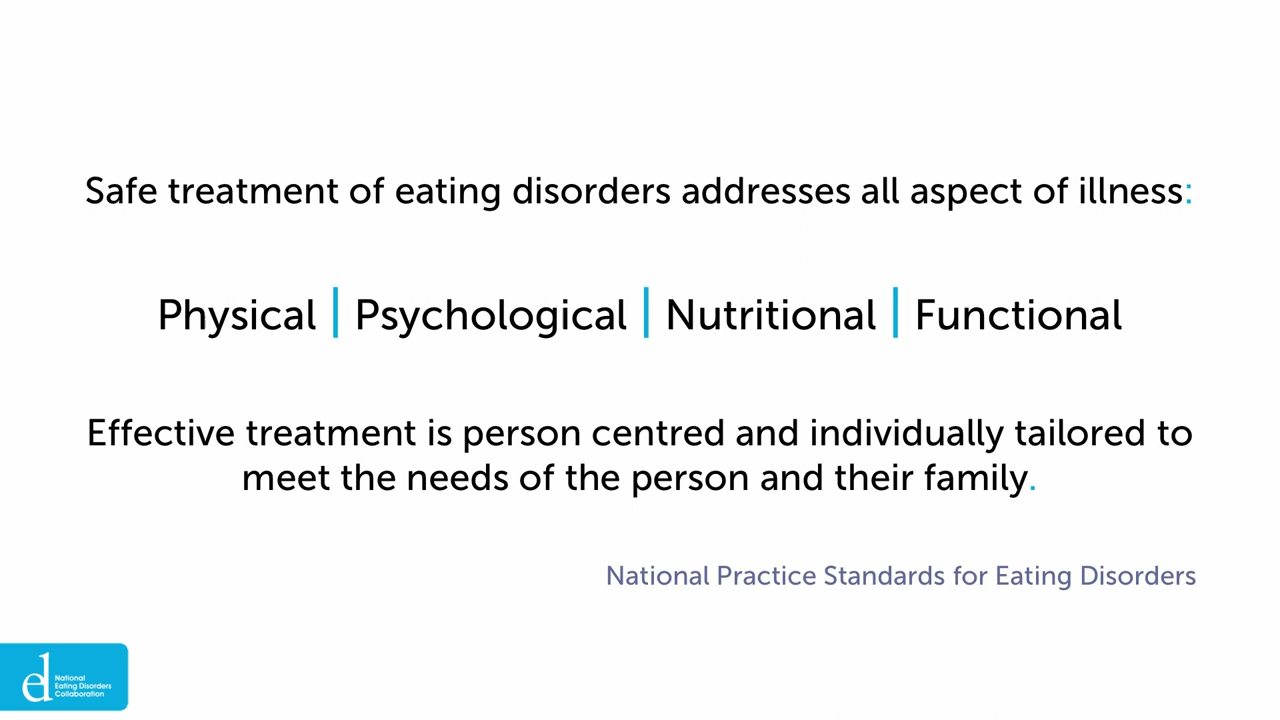 Safe treatment of eating disorders addresses all aspect of illness:
Physical | Psychological | Nutritional | Functional
Effective treatment is person centred and individually tailored to
meet the needs of the person and their family.
National Practice Standards for Eating Disorders
ed
National
Eating Disorders
Collaboration